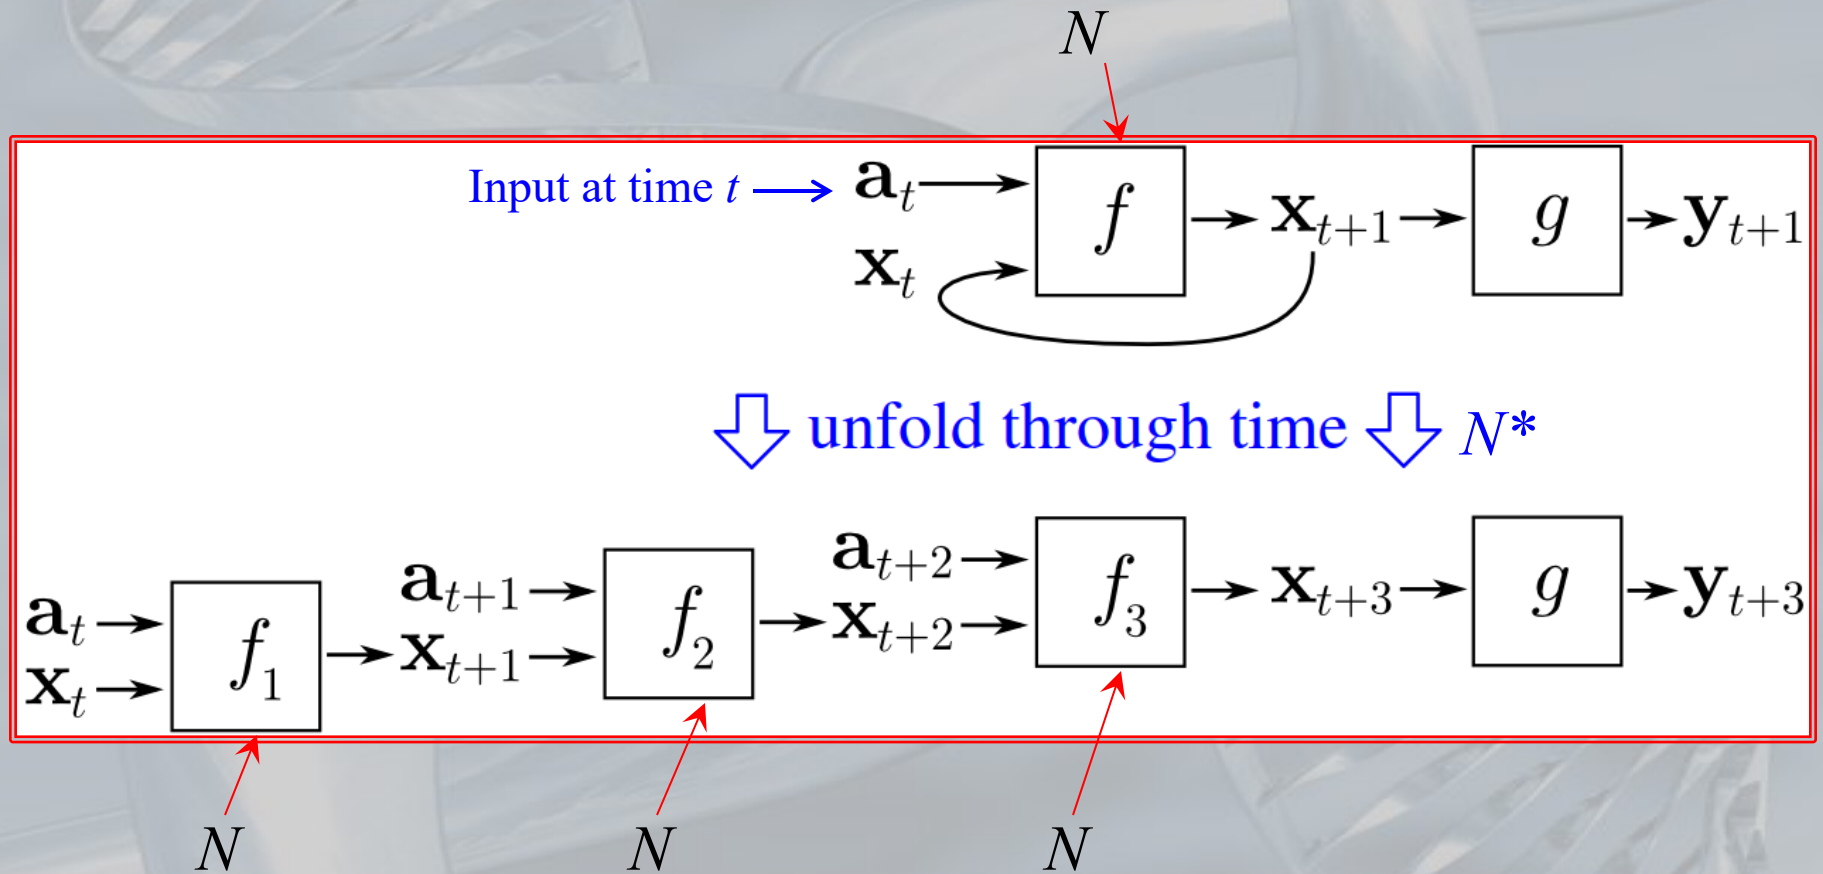 N
Input at time t → a_t → f → x_{t+1} → g → y_{t+1}
x_t
unfold through time N*
a_t x_t → f_1 → a_{t+1} x_{t+1} → f_2 → a_{t+2} x_{t+2} → f_3 → x_{t+3} → g → y_{t+3}
N N N